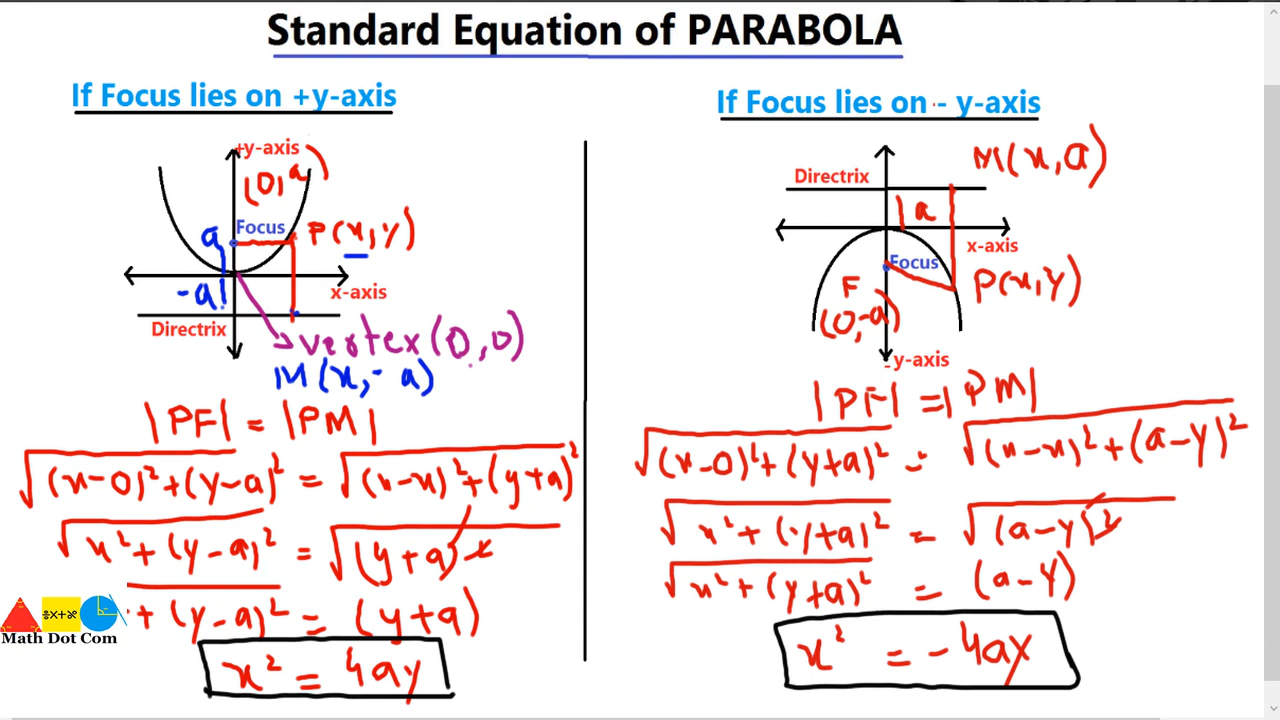 Standard Equation of PARABOLA
If Focus lies on +y-axis
+y-axis
(0, a)
Focus
a
P(x, y)
-a
x-axis
Directrix
vertex(0, 0)
M(x, -a)
|PF| = |PM|
√(x-0)²+(y-a)² = √(x-x)²+(y+a)²
√x²+(y-a)² = √(y+a)²
+ (y-a)² = (y+a)
x² = 4ay
÷x+
Math Dot Com
If Focus lies on - y-axis
M(x, a)
Directrix
a
x-axis
Focus
F
(0, -a)
P(x, y)
- y-axis
|PF| = |PM|
√(x-0)²+(y+a)² = √(x-x)²+(a-y)²
√x²+(y+a)² = √(a-y)²
√x²+(y+a)² = (a-y)
x² = -4ay